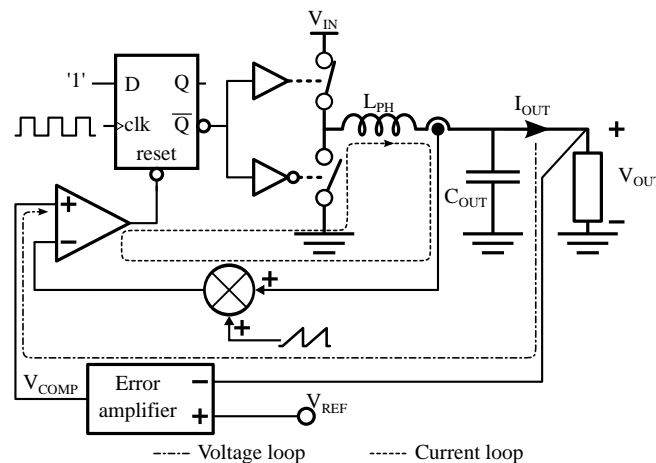 V_IN
'1'
D
Q
clk
Q̅
reset
L_PH
I_OUT
+
C_OUT
V_OUT
−
+
−
+
+
V_COMP
Error
amplifier
−
+
V_REF
Voltage loop
Current loop